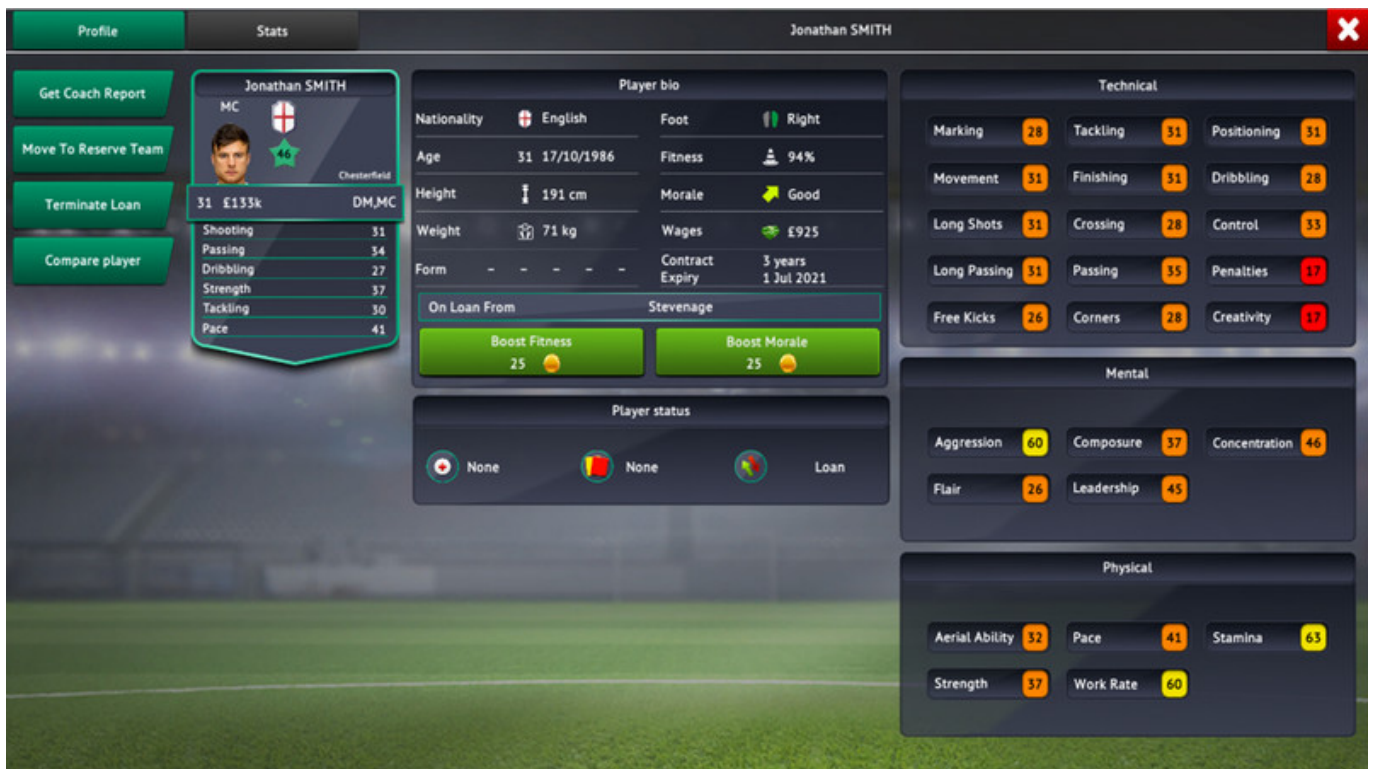 Profile
Stats
Jonathan SMITH
Get Coach Report
Move To Reserve Team
Terminate Loan
Compare player
Jonathan SMITH
MC
46
Chesterfield
31 £133k DM,MC
Shooting 31
Passing 34
Dribbling 27
Strength 37
Tackling 30
Pace 41
Player bio
Nationality English Foot Right
Age 31 17/10/1986 Fitness 94%
Height 191 cm Morale Good
Weight 71 kg Wages £925
Form - - - - - Contract Expiry 3 years
1 Jul 2021
On Loan From Stevenage
Boost Fitness
25
Boost Morale
25
Player status
None None Loan
Technical
Marking 28 Tackling 31 Positioning 31
Movement 31 Finishing 31 Dribbling 28
Long Shots 31 Crossing 28 Control 33
Long Passing 31 Passing 35 Penalties 17
Free Kicks 26 Corners 28 Creativity 17
Mental
Aggression 60 Composure 37 Concentration 46
Flair 26 Leadership 45
Physical
Aerial Ability 32 Pace 41 Stamina 63
Strength 37 Work Rate 60